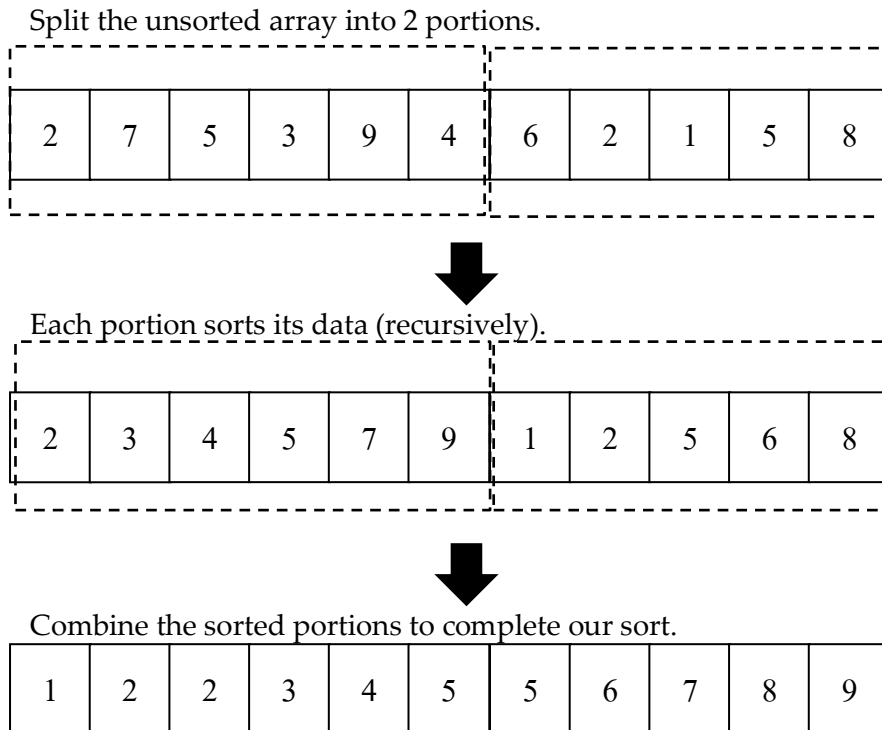 Split the unsorted array into 2 portions.
2 7 5 3 9 4 6 2 1 5 8
Each portion sorts its data (recursively).
2 3 4 5 7 9 1 2 5 6 8
Combine the sorted portions to complete our sort.
1 2 2 3 4 5 5 6 7 8 9